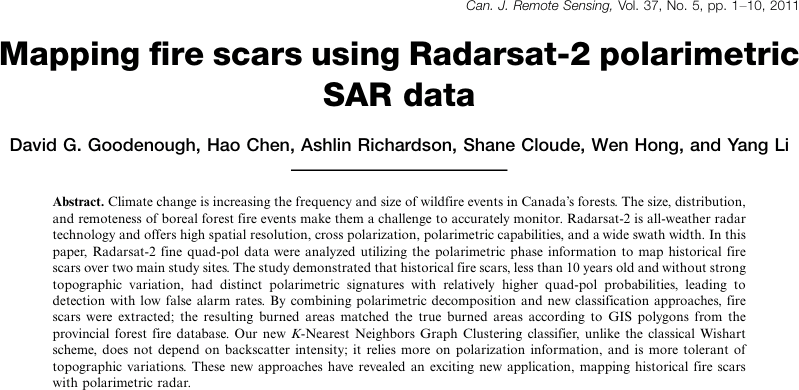 Can. J. Remote Sensing, Vol. 37, No. 5, pp. 1–10, 2011
Mapping fire scars using Radarsat-2 polarimetric
SAR data
David G. Goodenough, Hao Chen, Ashlin Richardson, Shane Cloude, Wen Hong, and Yang Li
Abstract. Climate change is increasing the frequency and size of wildfire events in Canada's forests. The size, distribution,
and remoteness of boreal forest fire events make them a challenge to accurately monitor. Radarsat-2 is all-weather radar
technology and offers high spatial resolution, cross polarization, polarimetric capabilities, and a wide swath width. In this
paper, Radarsat-2 fine quad-pol data were analyzed utilizing the polarimetric phase information to map historical fire
scars over two main study sites. The study demonstrated that historical fire scars, less than 10 years old and without strong
topographic variation, had distinct polarimetric signatures with relatively higher quad-pol probabilities, leading to
detection with low false alarm rates. By combining polarimetric decomposition and new classification approaches, fire
scars were extracted; the resulting burned areas matched the true burned areas according to GIS polygons from the
provincial forest fire database. Our new K-Nearest Neighbors Graph Clustering classifier, unlike the classical Wishart
scheme, does not depend on backscatter intensity; it relies more on polarization information, and is more tolerant of
topographic variations. These new approaches have revealed an exciting new application, mapping historical fire scars
with polarimetric radar.